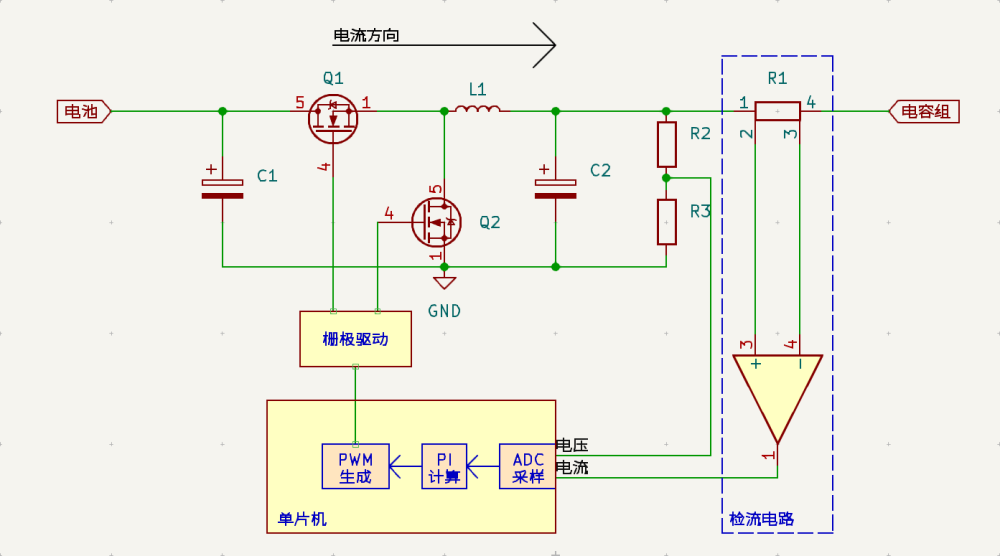 电流方向
Q1
5
1
4
L1
电池
C1
+
5
4
1
Q2
C2
+
R2
R3
R1
1
4
2
3
电容组
GND
栅极驱动
3
4
+
−
1
PWM
生成
PI
计算
ADC
采样
电压
电流
单片机
检流电路